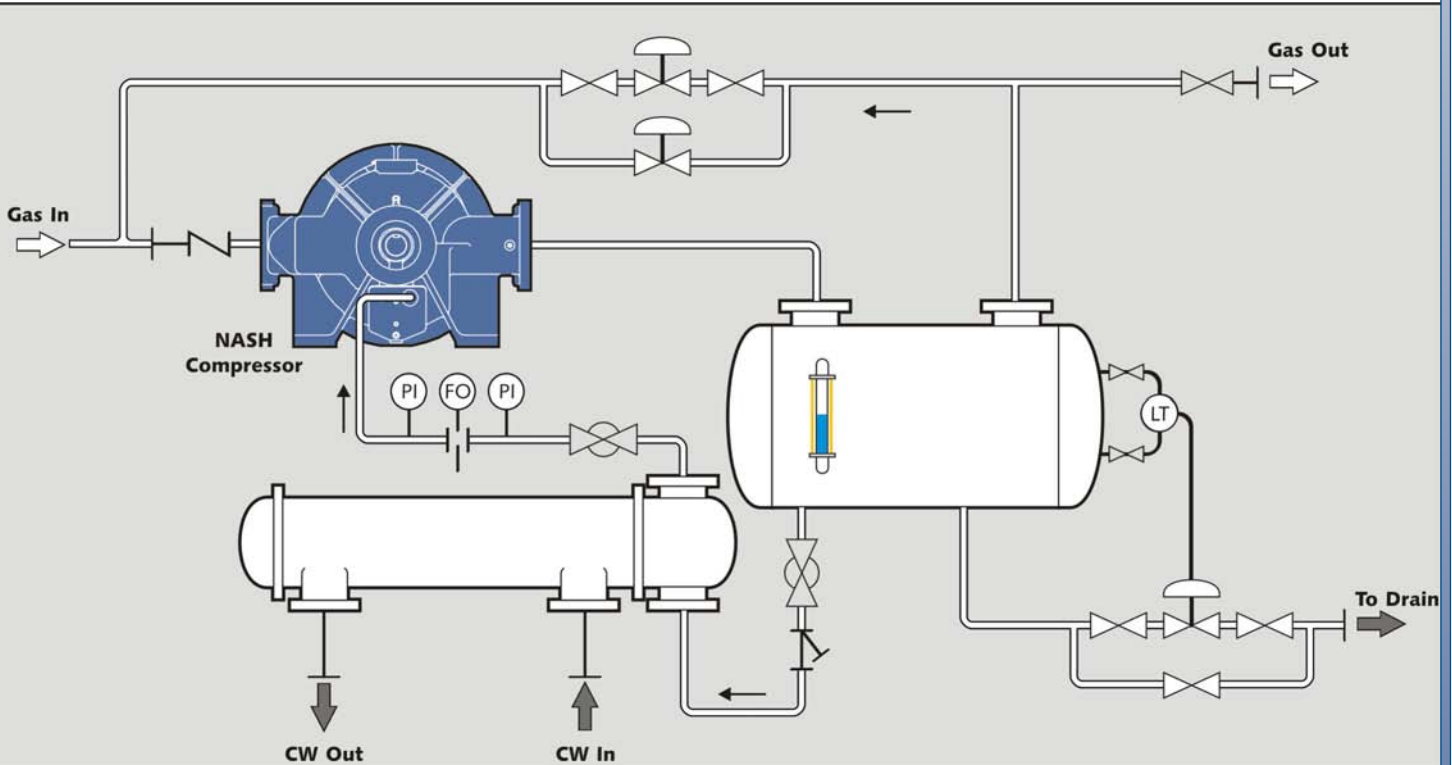 Gas Out
Gas In
NASH
Compressor
PI
FO
PI
LT
To Drain
CW Out
CW In